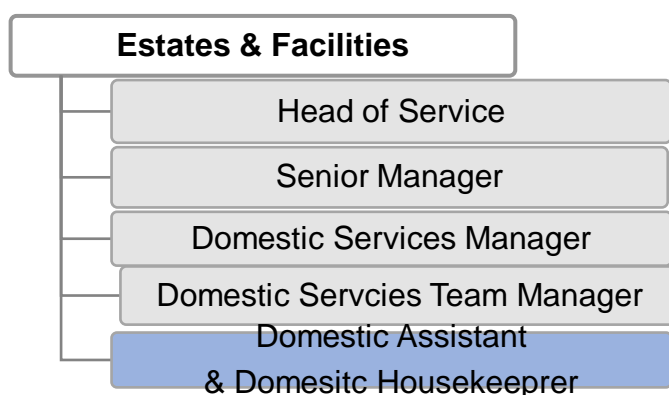 Estates & Facilities
Head of Service
Senior Manager
Domestic Services Manager
Domestic Servcies Team Manager
Domestic Assistant
& Domesitc Housekeeprer